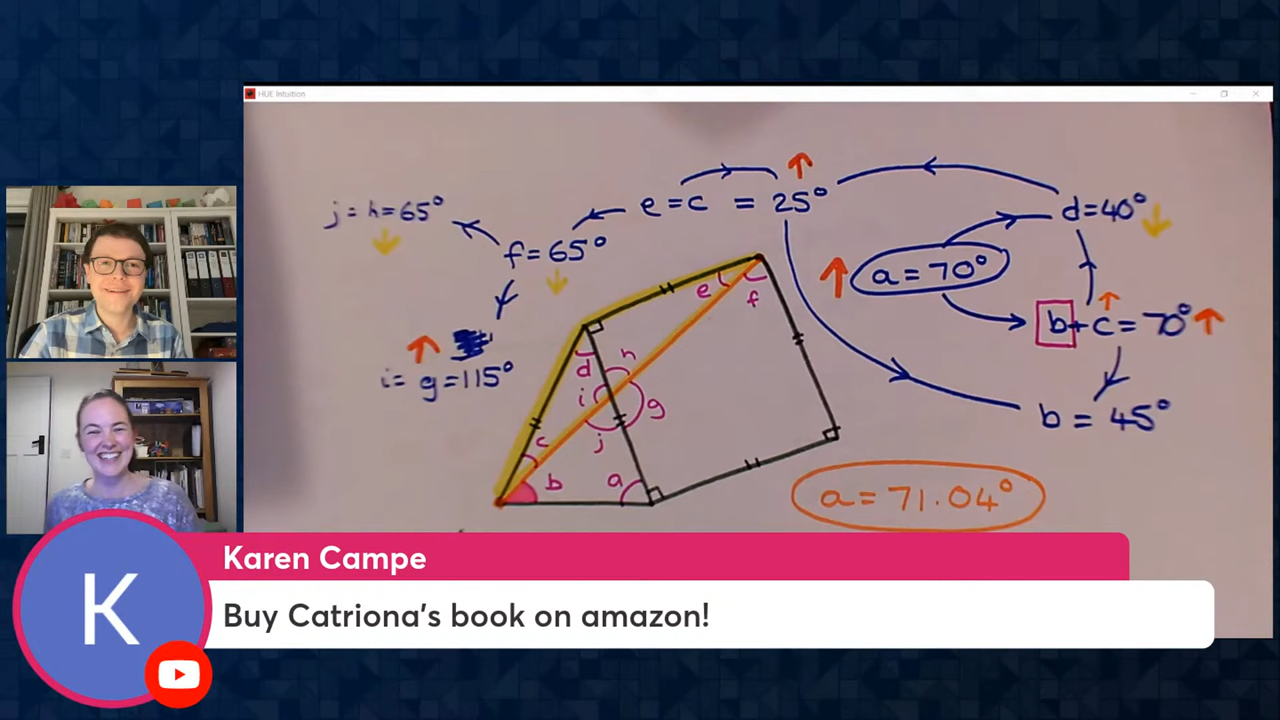 HUE Intuition
j = h = 65°
e = c = 25°
d = 40°
f = 65°
a = 70°
b + c = 70°
i = g = 115°
b = 45°
e
f
d
h
i
g
c
j
b
a
a = 71.04°
Karen Campe
K
Buy Catriona's book on amazon!